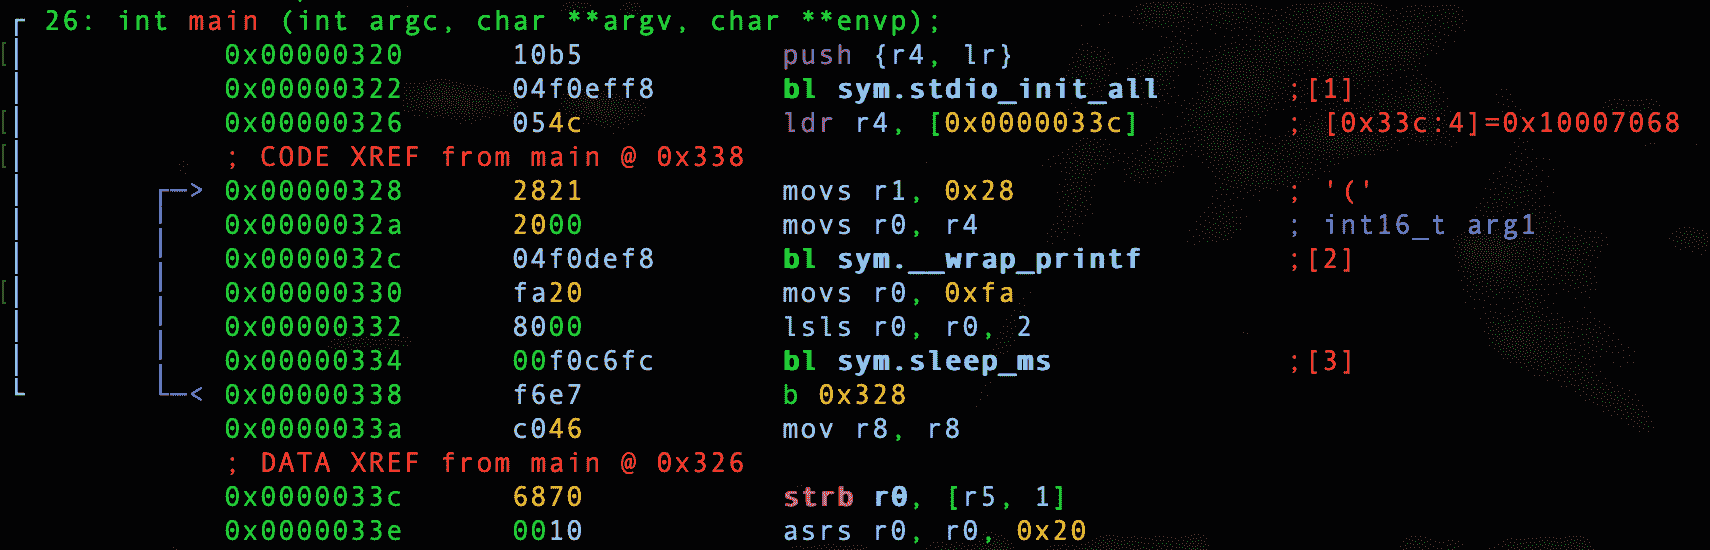 26: int main (int argc, char **argv, char **envp);
0x00000320 10b5 push {r4, lr}
0x00000322 04f0eff8 bl sym.stdio_init_all ;[1]
0x00000326 054c ldr r4, [0x0000033c] ; [0x33c:4]=0x10007068
; CODE XREF from main @ 0x338
0x00000328 2821 movs r1, 0x28 ; '('
0x0000032a 2000 movs r0, r4 ; int16_t arg1
0x0000032c 04f0def8 bl sym.__wrap_printf ;[2]
0x00000330 fa20 movs r0, 0xfa
0x00000332 8000 lsls r0, r0, 2
0x00000334 00f0c6fc bl sym.sleep_ms ;[3]
0x00000338 f6e7 b 0x328
0x0000033a c046 mov r8, r8
; DATA XREF from main @ 0x326
0x0000033c 6870 strb r0, [r5, 1]
0x0000033e 0010 asrs r0, r0, 0x20